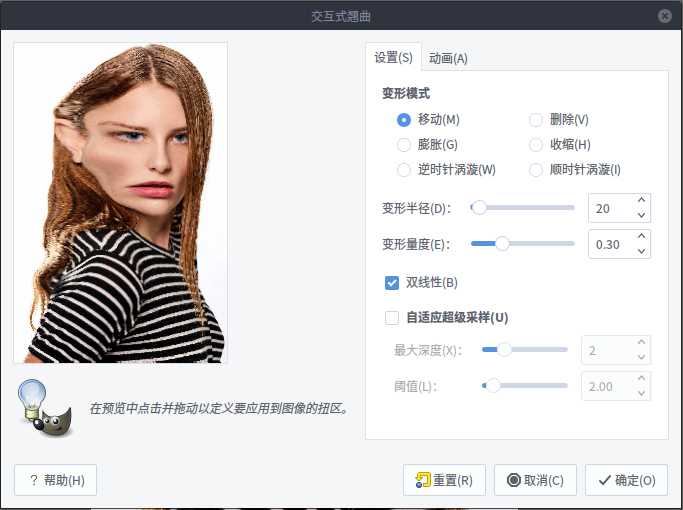 交互式翘曲
设置(S)
动画(A)
变形模式
移动(M)
删除(V)
膨胀(G)
收缩(H)
逆时针涡漩(W)
顺时针涡漩(I)
变形半径(D):
20
变形量度(E):
0.30
双线性(B)
自适应超级采样(U)
最大深度(X):
2
阈值(L):
2.00
在预览中点击并拖动以定义要应用到图像的扭区。
? 帮助(H)
重置(R)
取消(C)
确定(O)